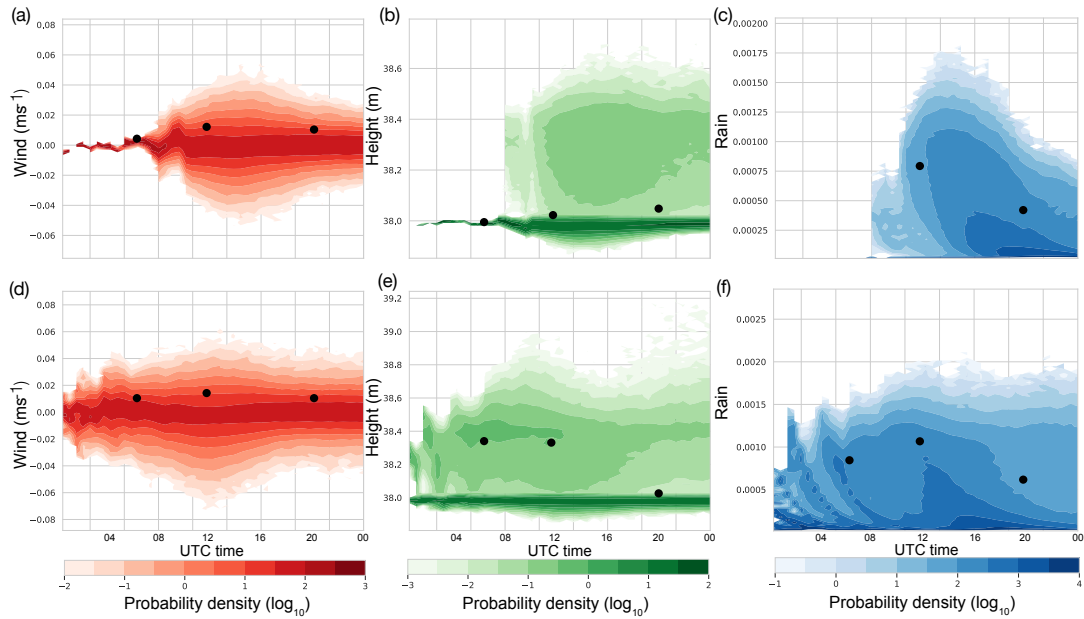 (a)
(b)
(c)
0.08
0.06
0.04
0.02
0.00
−0.02
−0.04
−0.06
Wind (ms⁻¹)
38.6
38.4
38.2
38.0
Height (m)
0.00200
0.00175
0.00150
0.00125
0.00100
0.00075
0.00050
0.00025
Rain
(d)
(e)
(f)
0.08
0.06
0.04
0.02
0.00
−0.02
−0.04
−0.06
−0.08
Wind (ms⁻¹)
39.2
39.0
38.8
38.6
38.4
38.2
38.0
Height (m)
0.0025
0.0020
0.0015
0.0010
0.0005
Rain
04 08 12 16 20 00
UTC time
04 08 12 16 20 00
UTC time
04 08 12 16 20 00
UTC time
−2 −1 0 1 2 3
Probability density (log₁₀)
−3 −2 −1 0 1 2
Probability density (log₁₀)
−1 0 1 2 3 4
Probability density (log₁₀)